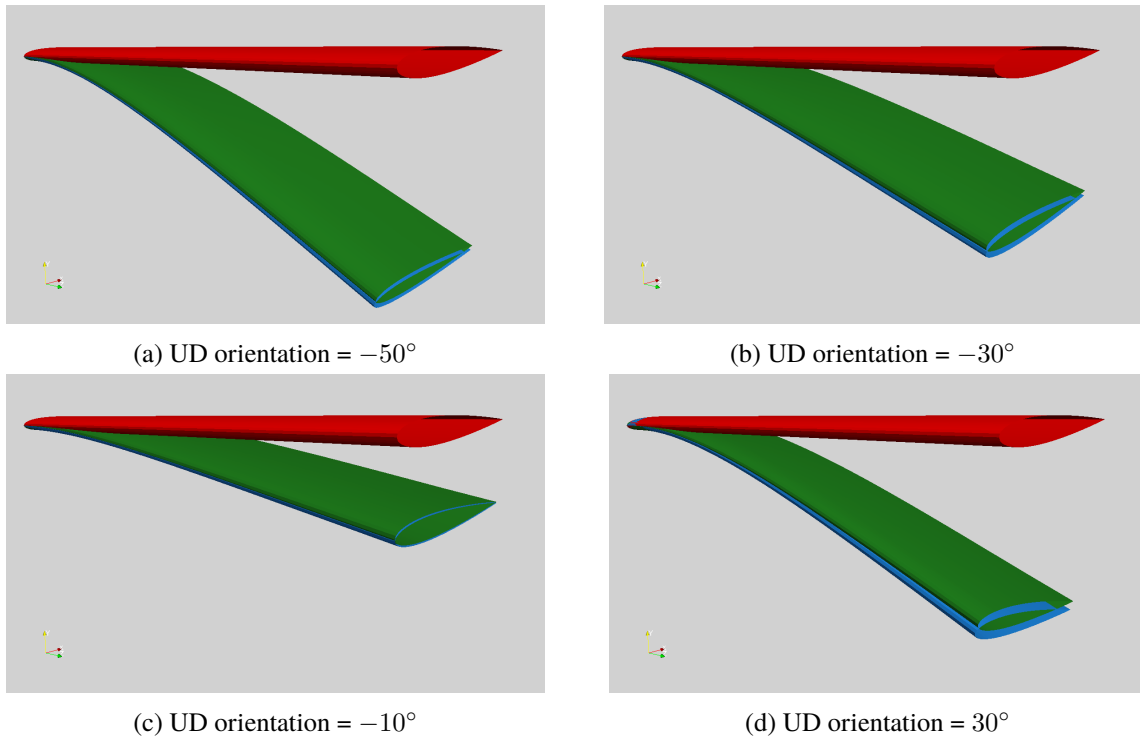 (a) UD orientation = −50°
(b) UD orientation = −30°
(c) UD orientation = −10°
(d) UD orientation = 30°